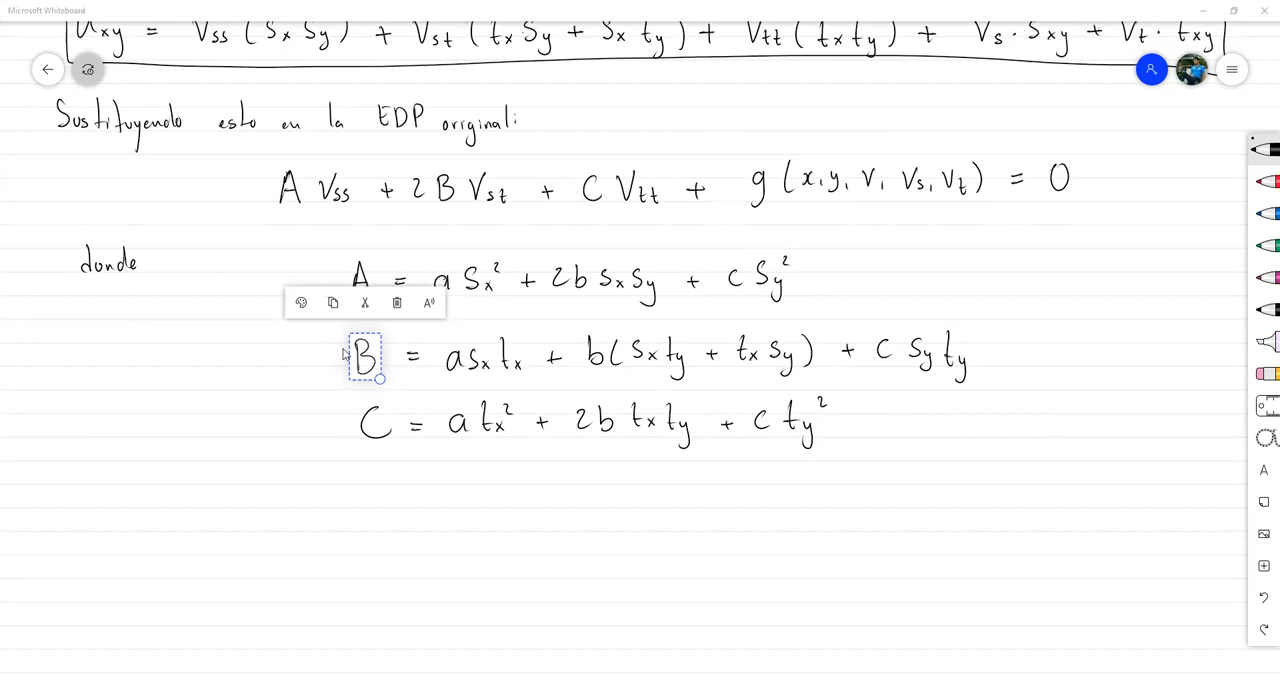 Microsoft Whiteboard
u_xy = V_ss (S_x S_y) + V_st (t_x S_y + S_x t_y) + V_tt (t_x t_y) + V_s · S_xy + V_t · t_xy
Sustituyendo esto en la EDP original:
A V_ss + 2 B V_st + C V_tt + g (x, y, V, V_s, V_t) = 0
donde
A = a S_x² + 2b S_x S_y + c S_y²
B = a S_x t_x + b( S_x t_y + t_x S_y ) + c S_y t_y
C = a t_x² + 2b t_x t_y + c t_y²
A